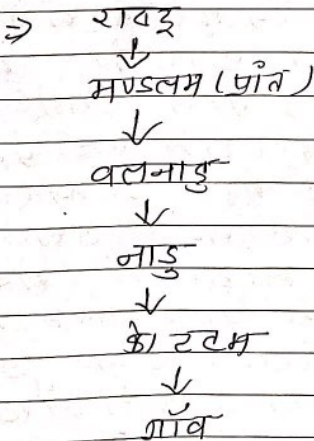 ⇒ राष्ट्र
↓
मण्डलम (प्रांत)
↓
वलनाडु
↓
नाडु
↓
कोट्टम
↓
गाँव